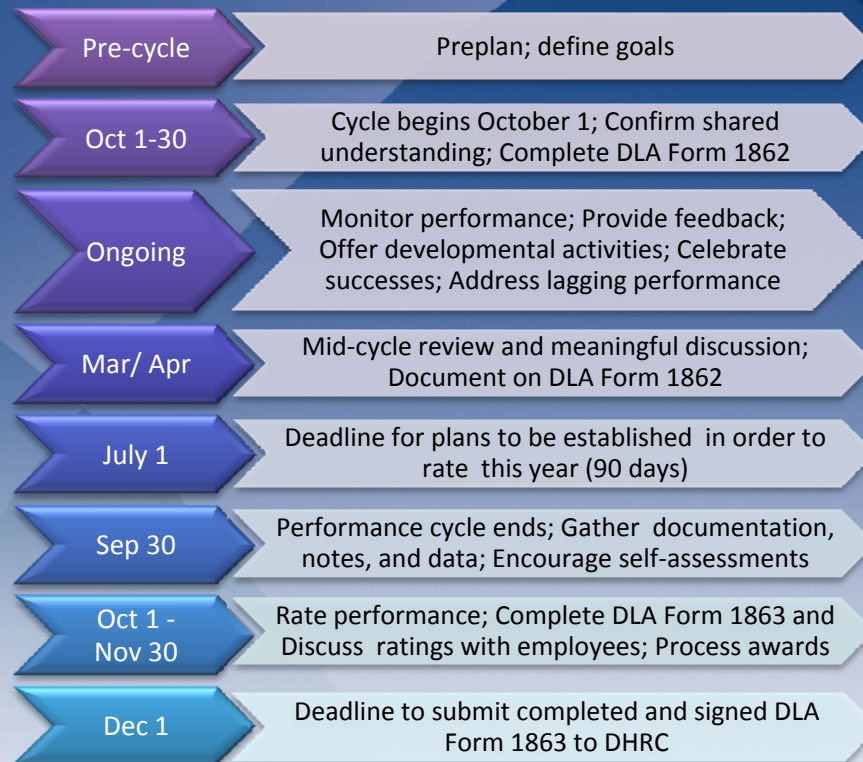 Pre-cycle
Preplan; define goals
Oct 1-30
Cycle begins October 1; Confirm shared
understanding; Complete DLA Form 1862
Ongoing
Monitor performance; Provide feedback;
Offer developmental activities; Celebrate
successes; Address lagging performance
Mar/ Apr
Mid-cycle review and meaningful discussion;
Document on DLA Form 1862
July 1
Deadline for plans to be established in order to
rate this year (90 days)
Sep 30
Performance cycle ends; Gather documentation,
notes, and data; Encourage self-assessments
Oct 1 -
Nov 30
Rate performance; Complete DLA Form 1863 and
Discuss ratings with employees; Process awards
Dec 1
Deadline to submit completed and signed DLA
Form 1863 to DHRC